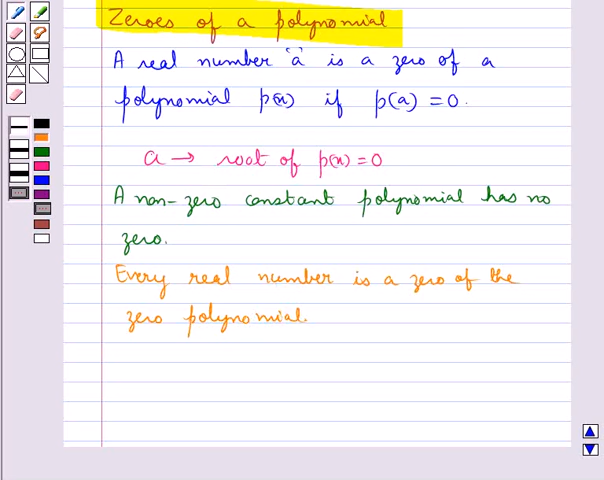 Zeroes of a polynomial
A real number 'a' is a zero of a
polynomial p(x) if p(a) = 0.
a → root of p(x) = 0
A non-zero constant polynomial has no
zero.
Every real number is a zero of the
zero polynomial.